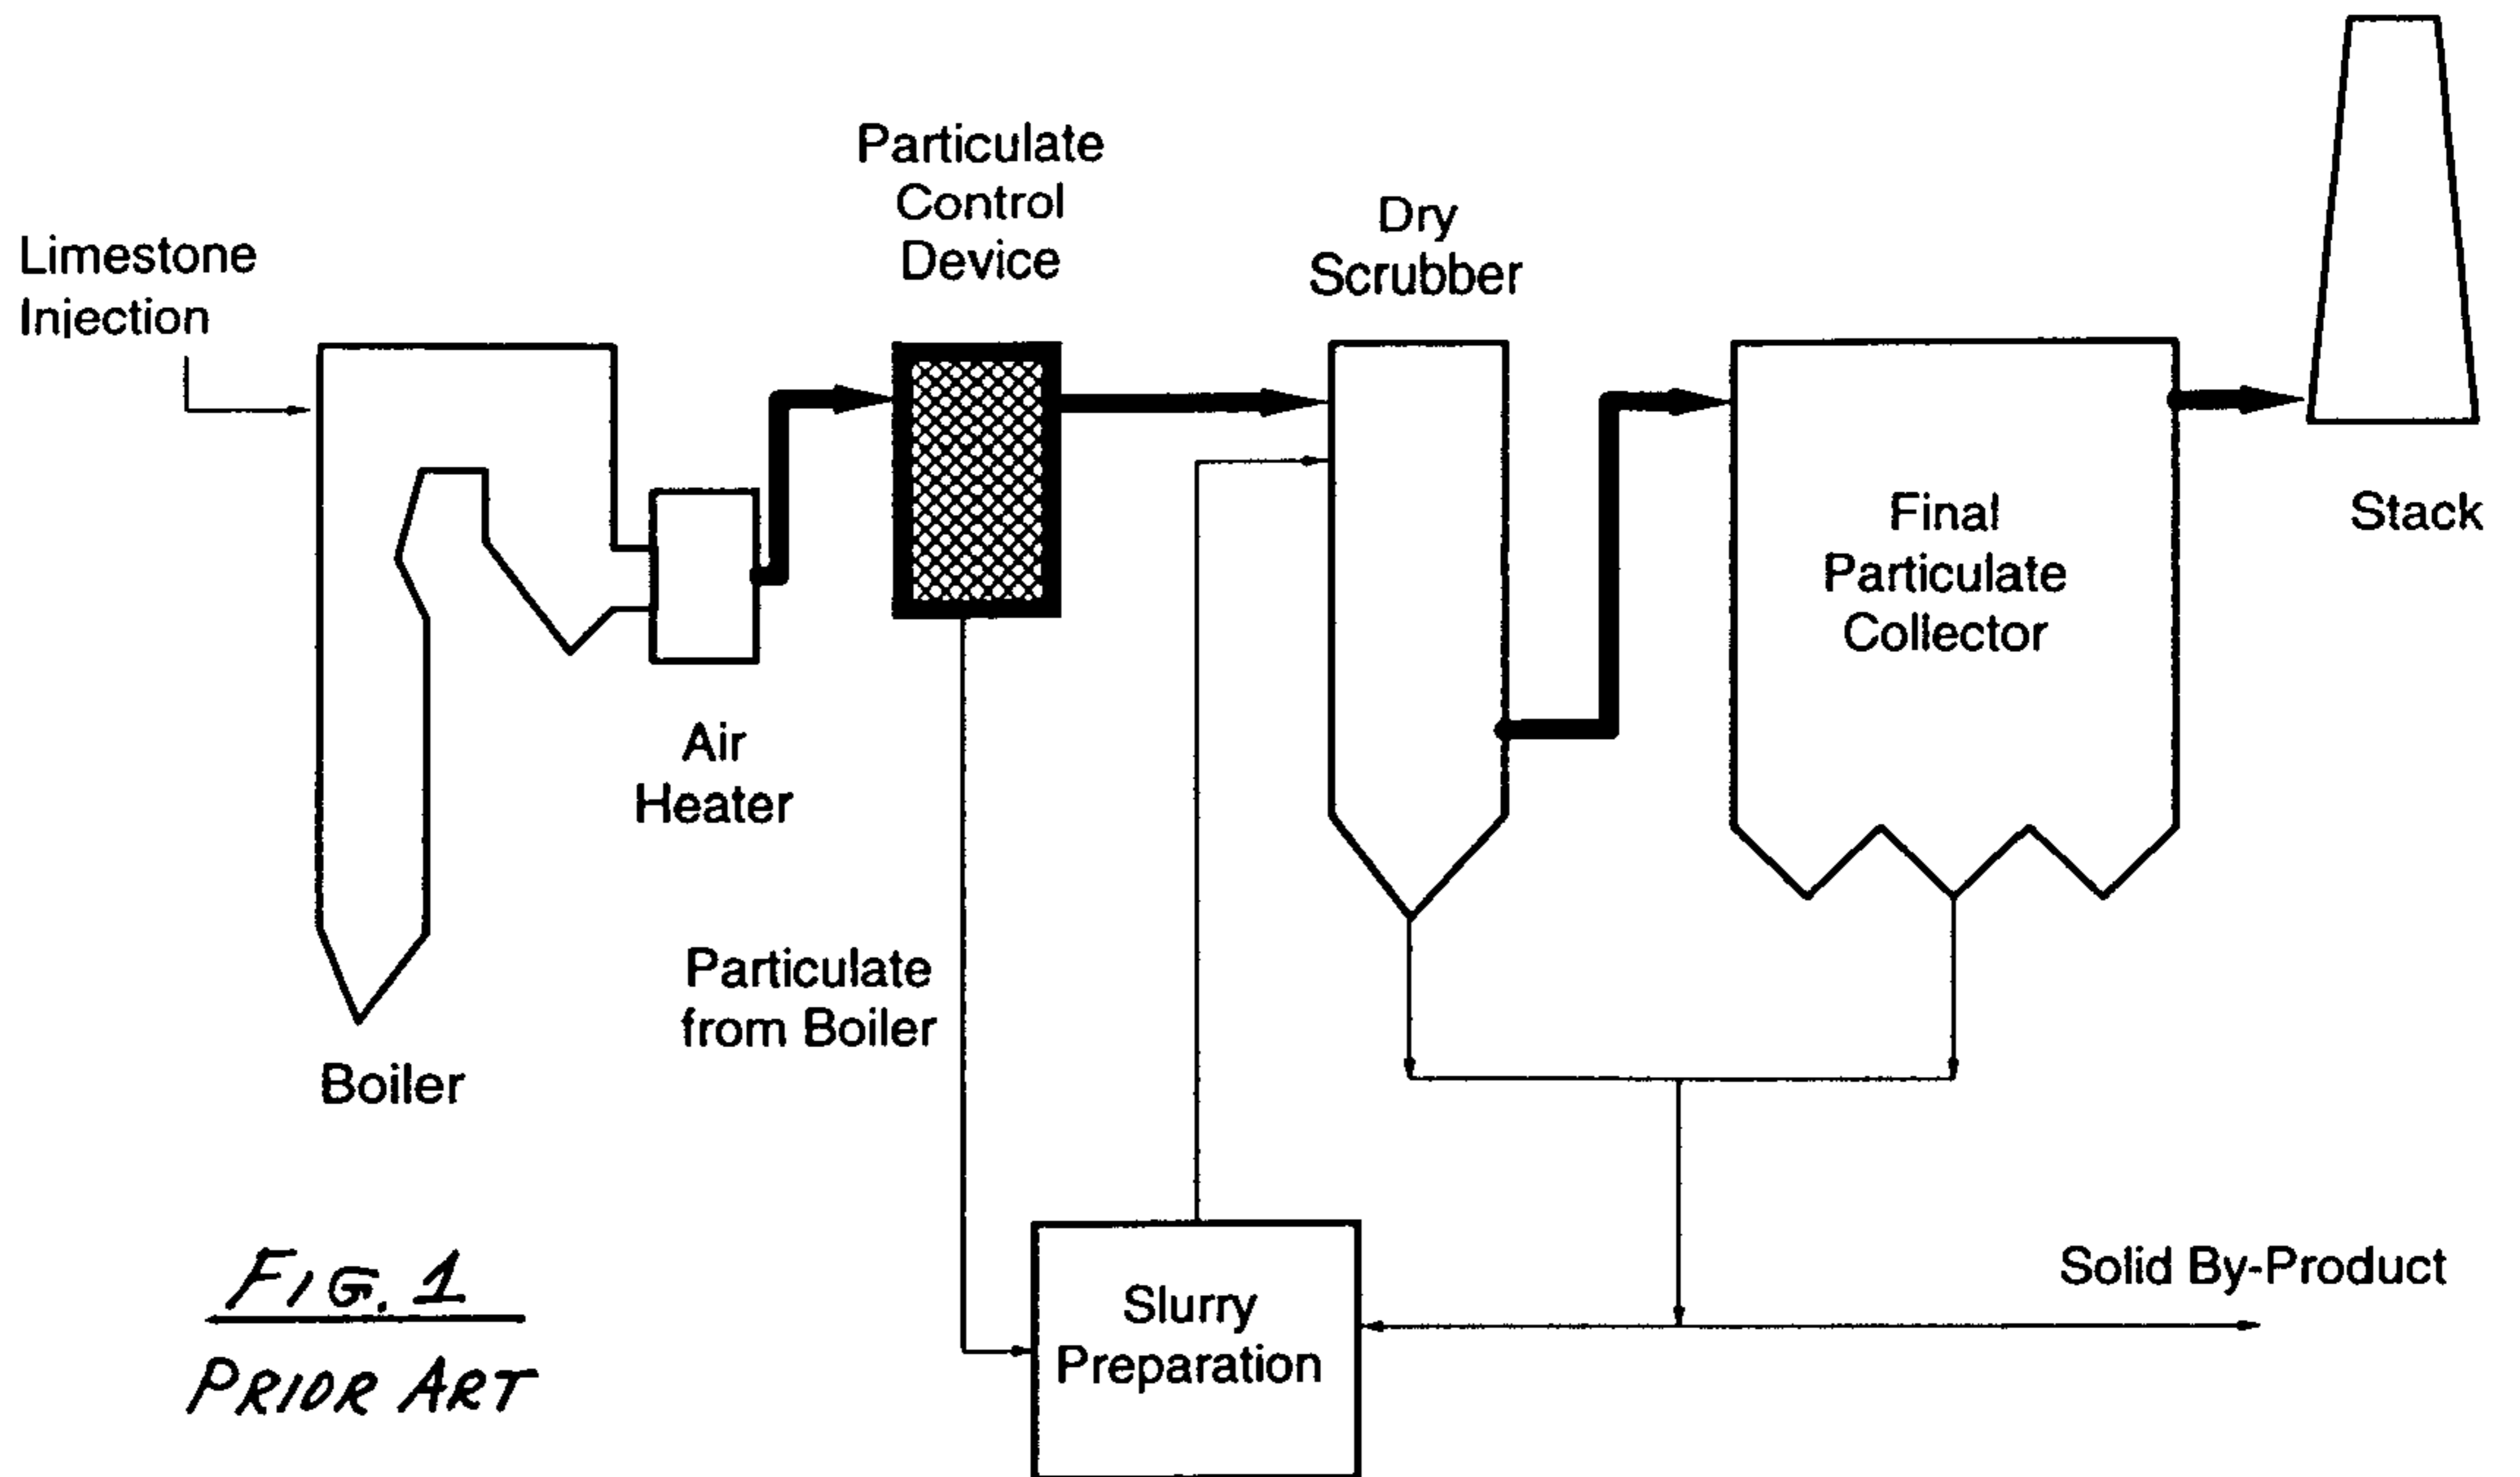 Particulate
Control
Device
Dry
Scrubber
Limestone
Injection
Final
Particulate
Collector
Stack
Air
Heater
Particulate
from Boiler
Boiler
Slurry
Preparation
Solid By-Product
FIG. 1
PRIOR ART